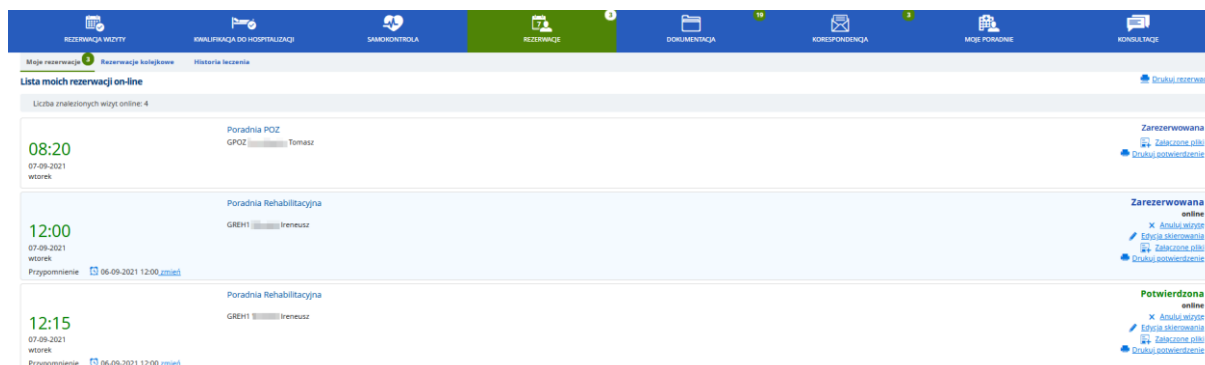 3 19 3
REZERWACJA WIZYTY KWALIFIKACJA DO HOSPITALIZACJI SAMOKONTROLA REZERWACJE DOKUMENTACJA KORESPONDENCJA MOJE PORADNIE KONSULTACJE
Moje rezerwacje 3 Rezerwacje kolejkowe Historia leczenia
Lista moich rezerwacji on-line Drukuj rezerwac
Liczba znalezionych wizyt online: 4
Poradnia POZ Zarezerwowana
GPOZ Tomasz
08:20 Załączone pliki
07-09-2021 Drukuj potwierdzenie
wtorek
Poradnia Rehabilitacyjna Zarezerwowana
online
GREH1 Ireneusz
12:00 Anuluj wizytę
07-09-2021 Edycja skierowania
wtorek Załączone pliki
Przypomnienie 06-09-2021 12:00 zmień Drukuj potwierdzenie
Poradnia Rehabilitacyjna Potwierdzona
online
GREH1 Ireneusz
12:15 Anuluj wizytę
07-09-2021 Edycja skierowania
wtorek Załączone pliki
Przypomnienie 06-09-2021 12:00 zmień Drukuj potwierdzenie